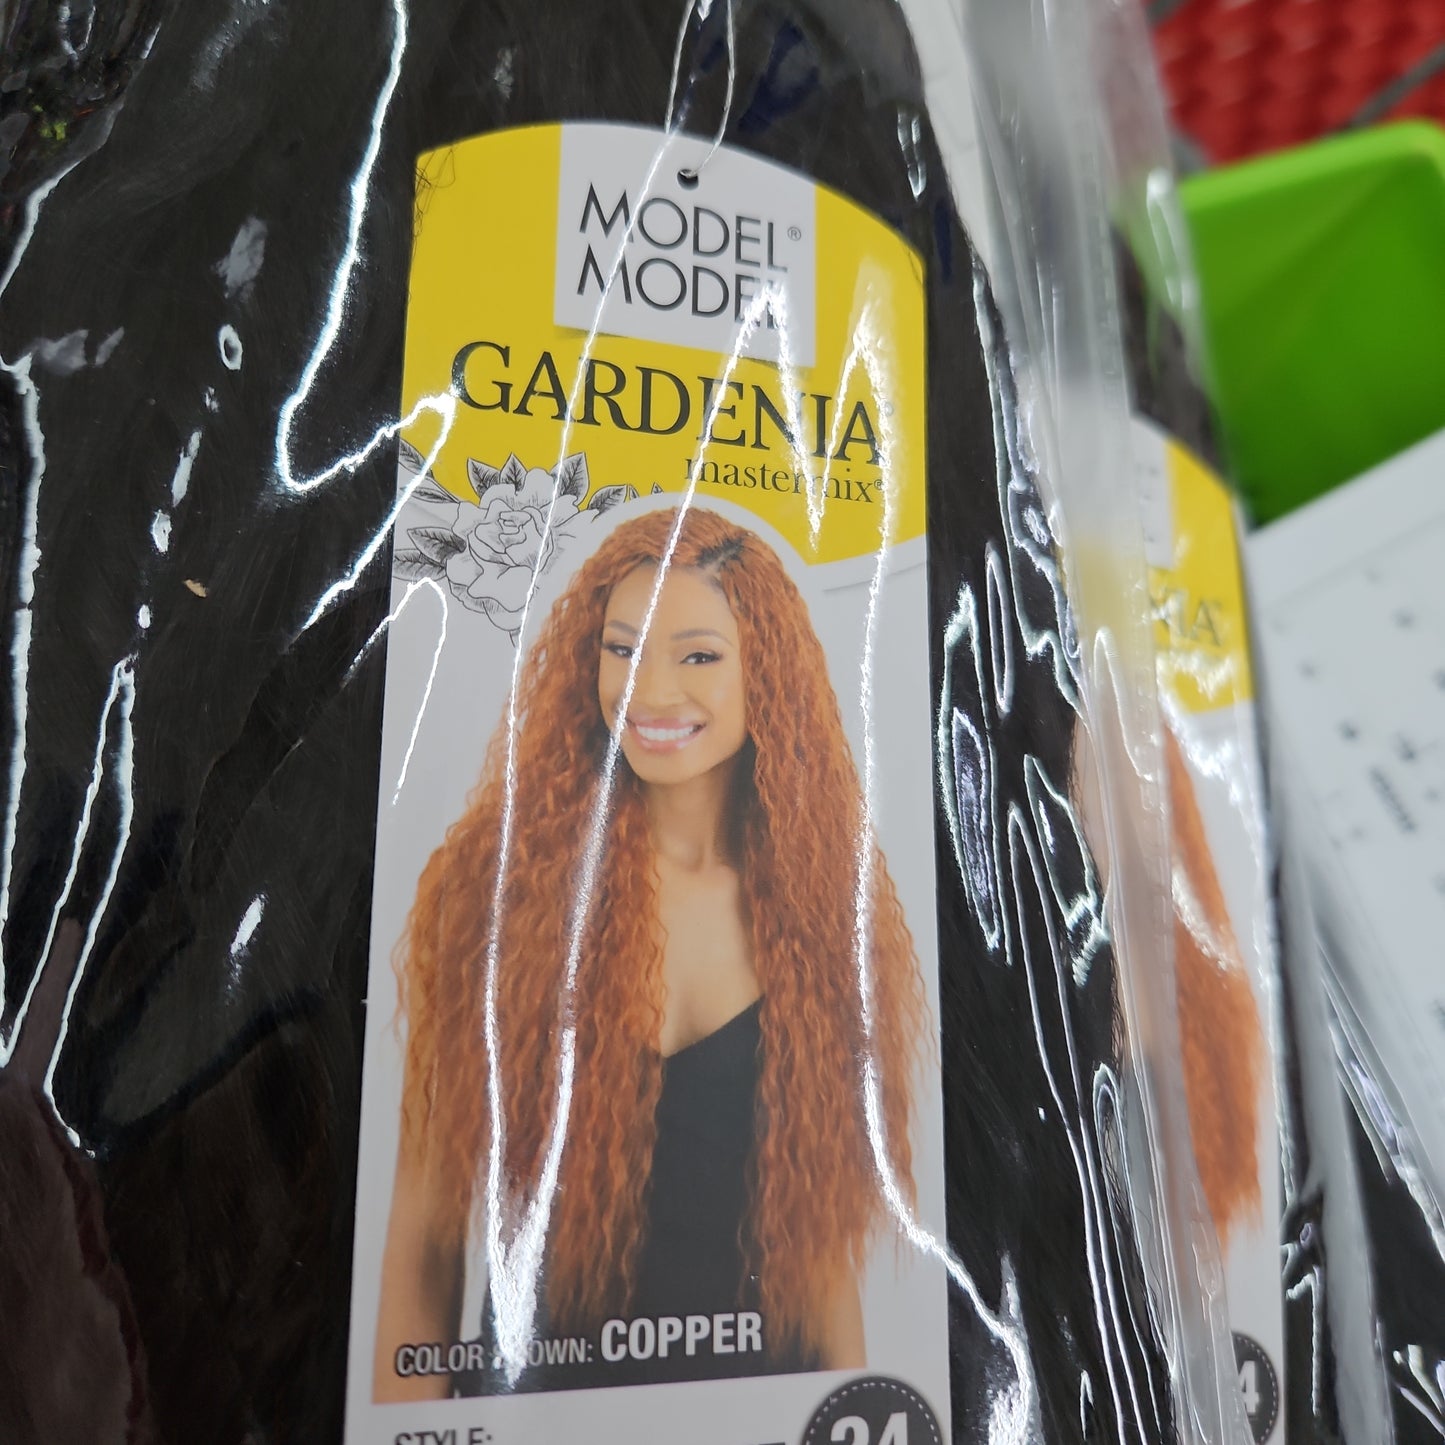 MODEL®
MODEL
GARDENIA®
mastermix®
COLOR SHOWN: COPPER
STYLE:
24